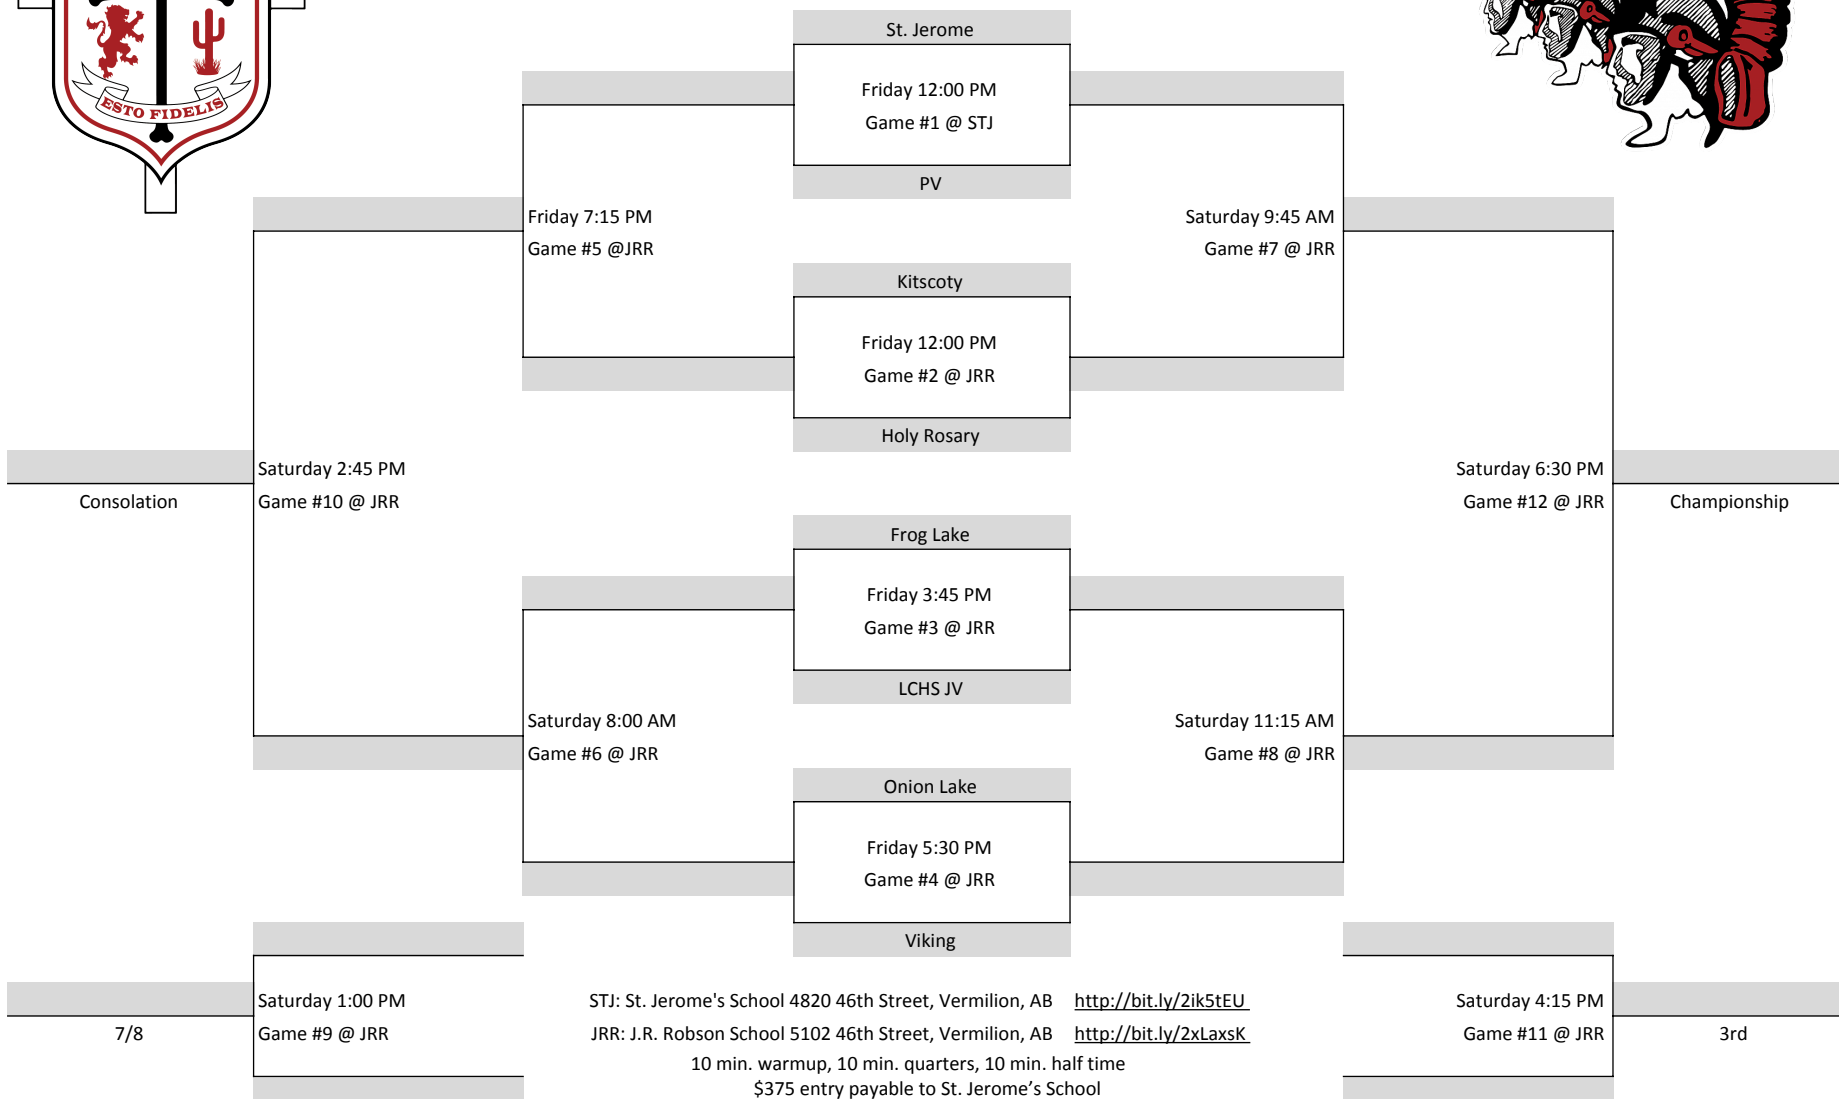 ESTO FIDELIS
St. Jerome
Friday 12:00 PM
Game #1 @ STJ
PV
Friday 7:15 PM
Game #5 @JRR
Saturday 9:45 AM
Game #7 @ JRR
Kitscoty
Friday 12:00 PM
Game #2 @ JRR
Holy Rosary
Saturday 2:45 PM
Game #10 @ JRR
Consolation
Saturday 6:30 PM
Game #12 @ JRR
Championship
Frog Lake
Friday 3:45 PM
Game #3 @ JRR
LCHS JV
Saturday 8:00 AM
Game #6 @ JRR
Saturday 11:15 AM
Game #8 @ JRR
Onion Lake
Friday 5:30 PM
Game #4 @ JRR
Viking
Saturday 1:00 PM
Game #9 @ JRR
7/8
STJ: St. Jerome's School 4820 46th Street, Vermilion, AB http://bit.ly/2ik5tEU
JRR: J.R. Robson School 5102 46th Street, Vermilion, AB http://bit.ly/2xLaxsK
10 min. warmup, 10 min. quarters, 10 min. half time
$375 entry payable to St. Jerome’s School
Saturday 4:15 PM
Game #11 @ JRR
3rd